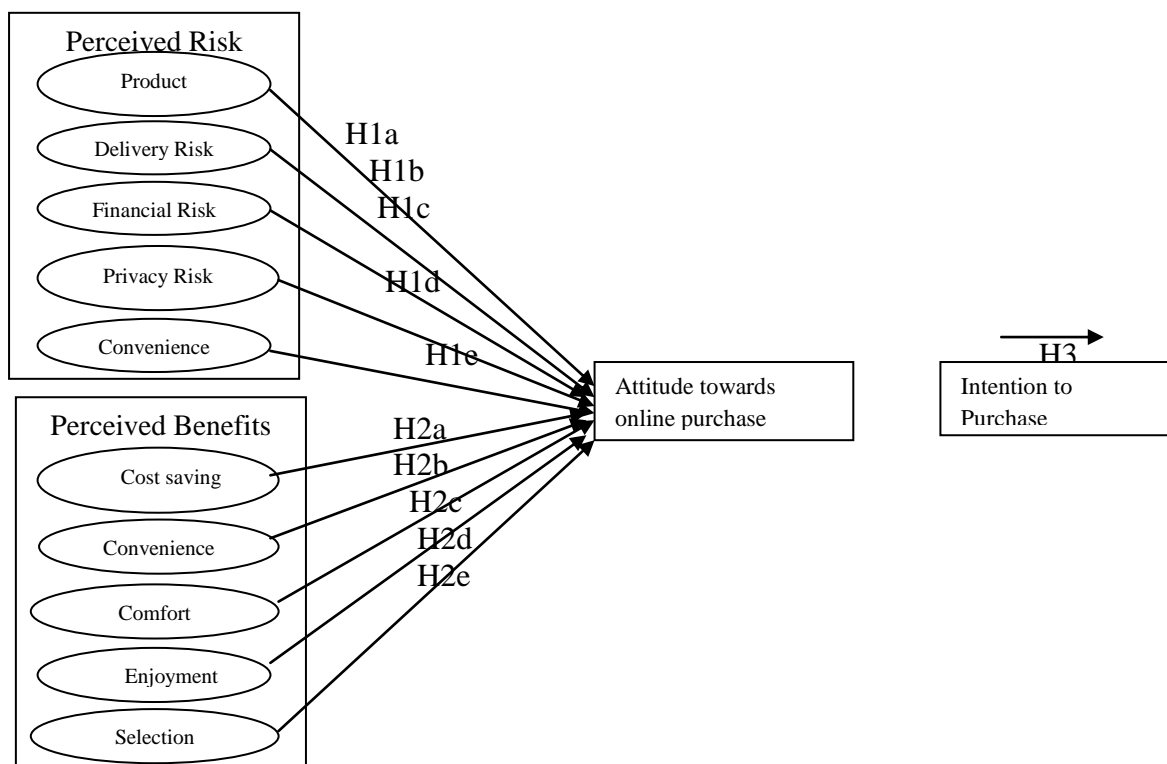 Perceived Risk
Product
Delivery Risk
Financial Risk
Privacy Risk
Convenience
H1a
H1b
H1c
H1d
H1e
Perceived Benefits
Cost saving
Convenience
Comfort
Enjoyment
Selection
H2a
H2b
H2c
H2d
H2e
Attitude towards
online purchase
H3
Intention to
Purchase